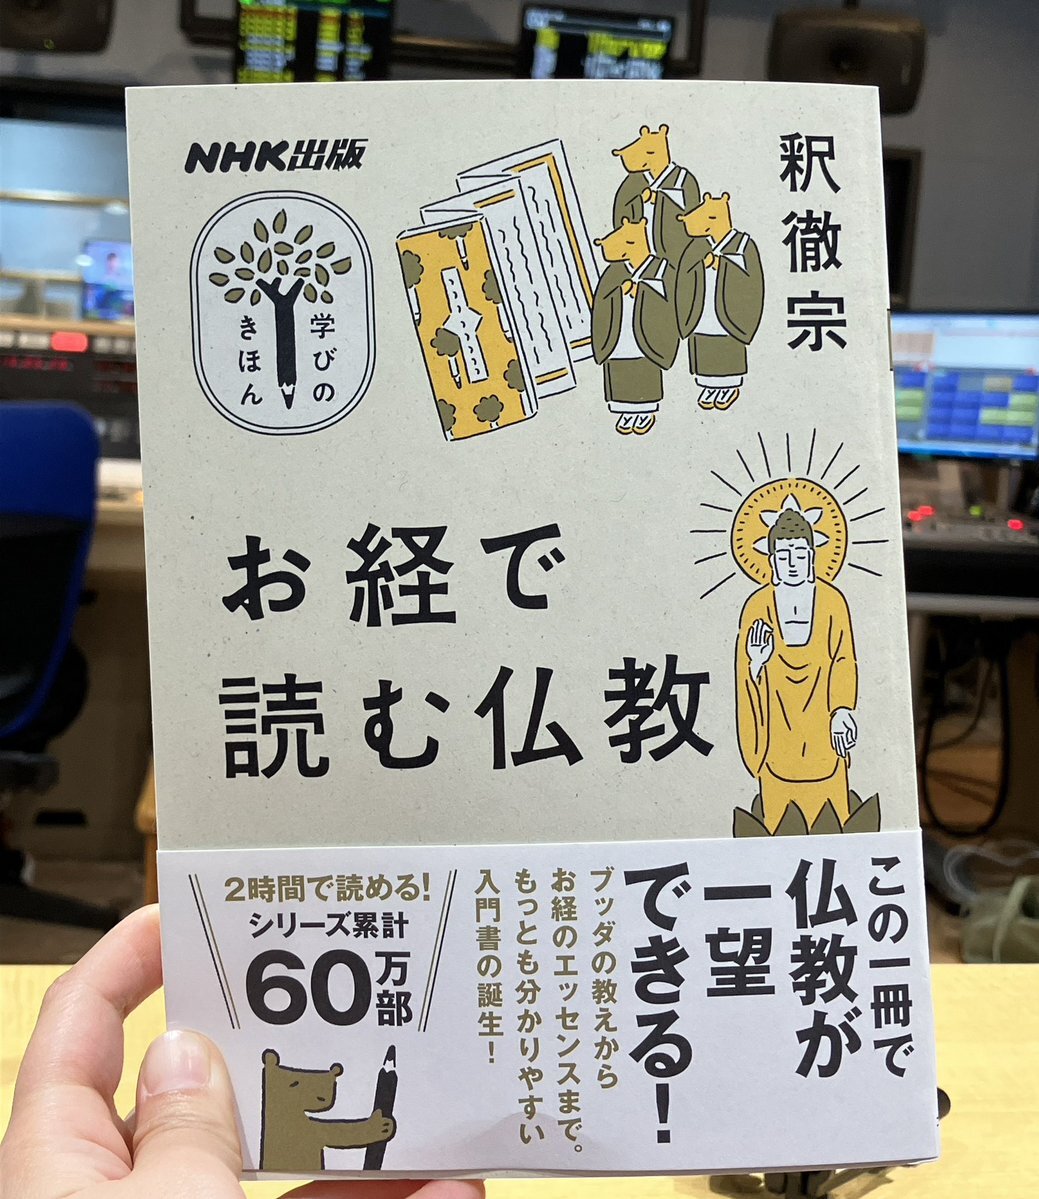 NHK出版
学びの
きほん
釈徹宗
お経で
読む仏教
この一冊で
仏教が
一望
できる！
ブッダの教えから
お経のエッセンスまで。
もっとも分かりやすい
入門書の誕生！
2時間で読める！
シリーズ累計
60万部